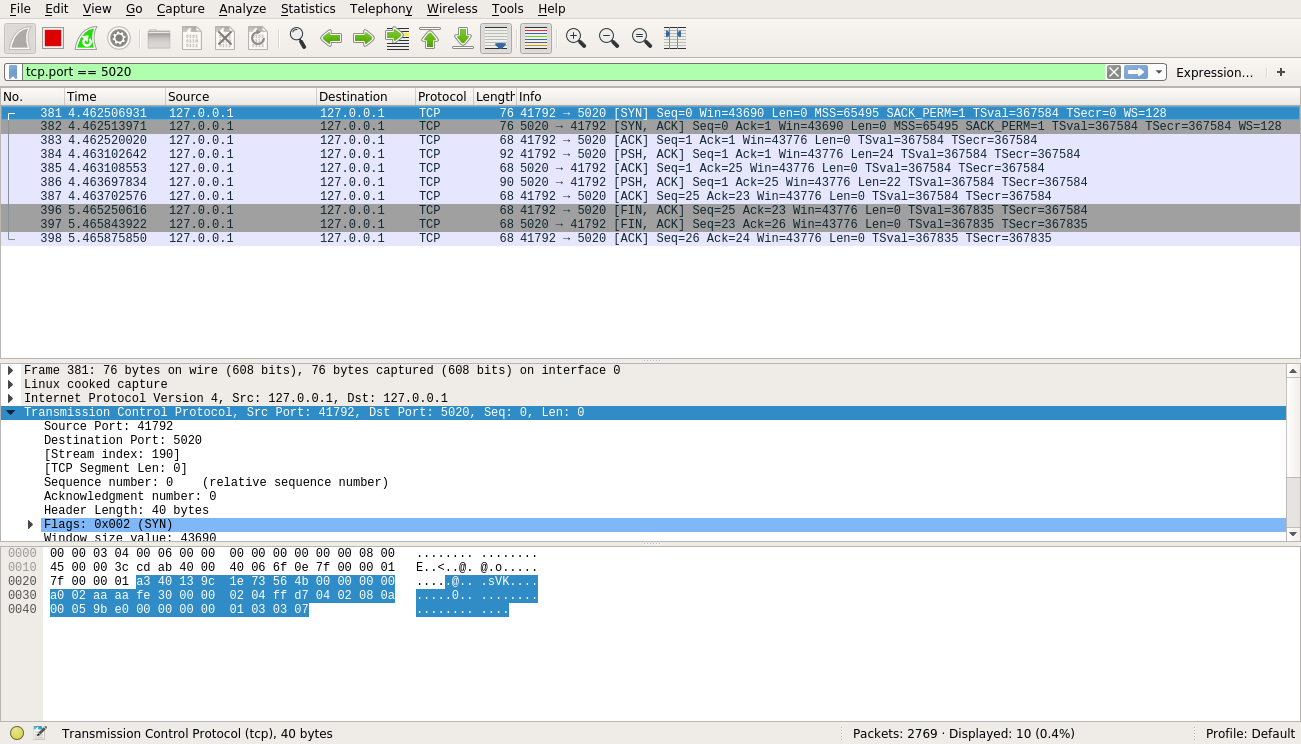 File Edit View Go Capture Analyze Statistics Telephony Wireless Tools Help
tcp.port == 5020 Expression… +
No. Time Source Destination Protocol Length Info
381 4.462506931 127.0.0.1 127.0.0.1 TCP 76 41792 → 5020 [SYN] Seq=0 Win=43690 Len=0 MSS=65495 SACK_PERM=1 TSval=367584 TSecr=0 WS=128
382 4.462513971 127.0.0.1 127.0.0.1 TCP 76 5020 → 41792 [SYN, ACK] Seq=0 Ack=1 Win=43690 Len=0 MSS=65495 SACK_PERM=1 TSval=367584 TSecr=367584 WS=128
383 4.462520020 127.0.0.1 127.0.0.1 TCP 68 41792 → 5020 [ACK] Seq=1 Ack=1 Win=43776 Len=0 TSval=367584 TSecr=367584
384 4.463102642 127.0.0.1 127.0.0.1 TCP 92 41792 → 5020 [PSH, ACK] Seq=1 Ack=1 Win=43776 Len=24 TSval=367584 TSecr=367584
385 4.463108553 127.0.0.1 127.0.0.1 TCP 68 5020 → 41792 [ACK] Seq=1 Ack=25 Win=43776 Len=0 TSval=367584 TSecr=367584
386 4.463697834 127.0.0.1 127.0.0.1 TCP 90 5020 → 41792 [PSH, ACK] Seq=1 Ack=25 Win=43776 Len=22 TSval=367584 TSecr=367584
387 4.463702576 127.0.0.1 127.0.0.1 TCP 68 41792 → 5020 [ACK] Seq=25 Ack=23 Win=43776 Len=0 TSval=367584 TSecr=367584
396 5.465250616 127.0.0.1 127.0.0.1 TCP 68 41792 → 5020 [FIN, ACK] Seq=25 Ack=23 Win=43776 Len=0 TSval=367835 TSecr=367584
397 5.465843922 127.0.0.1 127.0.0.1 TCP 68 5020 → 41792 [FIN, ACK] Seq=23 Ack=26 Win=43776 Len=0 TSval=367835 TSecr=367835
398 5.465875850 127.0.0.1 127.0.0.1 TCP 68 41792 → 5020 [ACK] Seq=26 Ack=24 Win=43776 Len=0 TSval=367835 TSecr=367835
Frame 381: 76 bytes on wire (608 bits), 76 bytes captured (608 bits) on interface 0
Linux cooked capture
Internet Protocol Version 4, Src: 127.0.0.1, Dst: 127.0.0.1
Transmission Control Protocol, Src Port: 41792, Dst Port: 5020, Seq: 0, Len: 0
Source Port: 41792
Destination Port: 5020
[Stream index: 190]
[TCP Segment Len: 0]
Sequence number: 0    (relative sequence number)
Acknowledgment number: 0
Header Length: 40 bytes
Flags: 0x002 (SYN)
Window size value: 43690
0000 00 00 03 04 00 06 00 00 00 00 00 00 00 00 08 00 ........ ........
0010 45 00 00 3c cd ab 40 00 40 06 6f 0e 7f 00 00 01 E..<..@. @.o.....
0020 7f 00 00 01 a3 40 13 9c 1e 73 56 4b 00 00 00 00 .....@.. .sVK....
0030 a0 02 aa aa fe 30 00 00 02 04 ff d7 04 02 08 0a .....0.. ........
0040 00 05 9b e0 00 00 00 00 01 03 03 07 ........ ....
Transmission Control Protocol (tcp), 40 bytes Packets: 2769 · Displayed: 10 (0.4%) Profile: Default